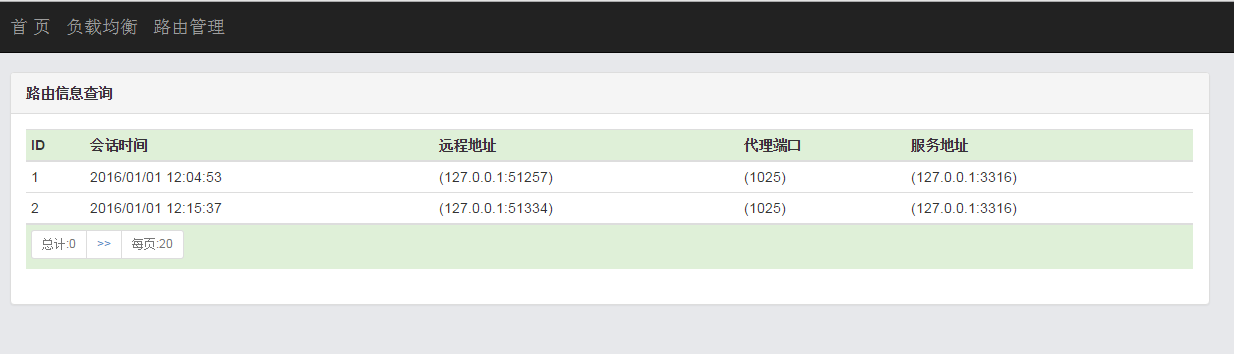 首 页 负载均衡 路由管理
路由信息查询
ID 会话时间 远程地址 代理端口 服务地址
1 2016/01/01 12:04:53 (127.0.0.1:51257) (1025) (127.0.0.1:3316)
2 2016/01/01 12:15:37 (127.0.0.1:51334) (1025) (127.0.0.1:3316)
总计:0 >> 每页:20